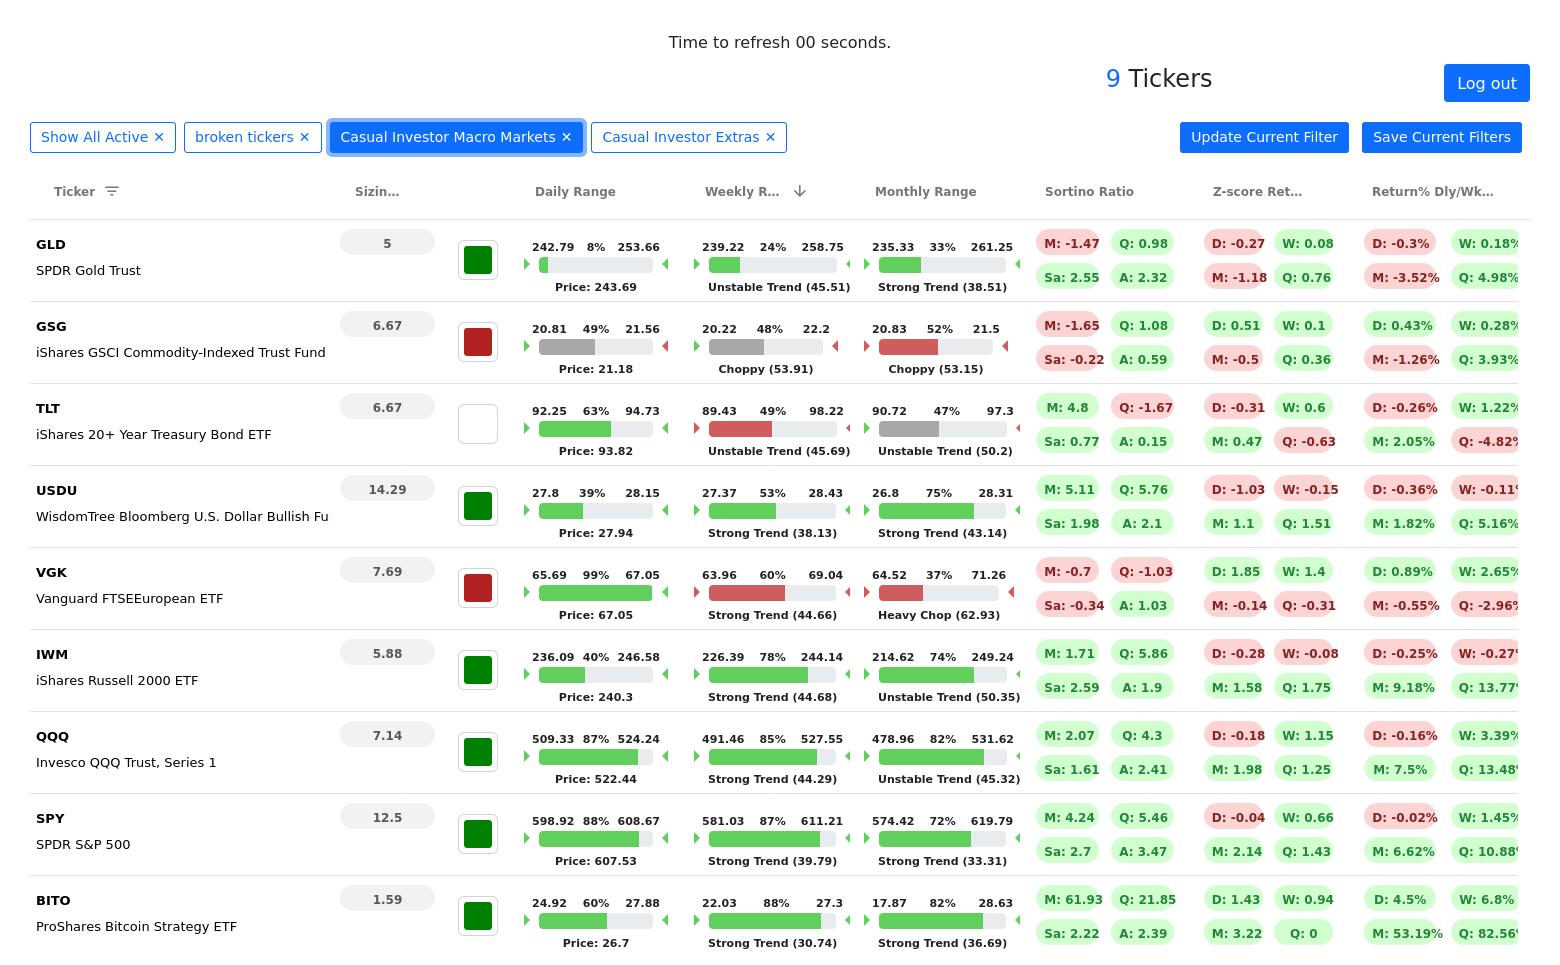 Time to refresh 00 seconds.
9 Tickers
Log out
Show All Active ✕ broken tickers ✕ Casual Investor Macro Markets ✕ Casual Investor Extras ✕ Update Current Filter Save Current Filters
Ticker Sizin… Daily Range Weekly R… Monthly Range Sortino Ratio Z-score Ret… Return% Dly/Wk…
GLD 5 242.79 8% 253.66 239.22 24% 258.75 235.33 33% 261.25 M: -1.47 Q: 0.98 D: -0.27 W: 0.08 D: -0.3% W: 0.18%
SPDR Gold Trust Price: 243.69 Unstable Trend (45.51) Strong Trend (38.51) Sa: 2.55 A: 2.32 M: -1.18 Q: 0.76 M: -3.52% Q: 4.98%
GSG 6.67 20.81 49% 21.56 20.22 48% 22.2 20.83 52% 21.5 M: -1.65 Q: 1.08 D: 0.51 W: 0.1 D: 0.43% W: 0.28%
iShares GSCI Commodity-Indexed Trust Fund Price: 21.18 Choppy (53.91) Choppy (53.15) Sa: -0.22 A: 0.59 M: -0.5 Q: 0.36 M: -1.26% Q: 3.93%
TLT 6.67 92.25 63% 94.73 89.43 49% 98.22 90.72 47% 97.3 M: 4.8 Q: -1.67 D: -0.31 W: 0.6 D: -0.26% W: 1.22%
iShares 20+ Year Treasury Bond ETF Price: 93.82 Unstable Trend (45.69) Unstable Trend (50.2) Sa: 0.77 A: 0.15 M: 0.47 Q: -0.63 M: 2.05% Q: -4.82%
USDU 14.29 27.8 39% 28.15 27.37 53% 28.43 26.8 75% 28.31 M: 5.11 Q: 5.76 D: -1.03 W: -0.15 D: -0.36% W: -0.11%
WisdomTree Bloomberg U.S. Dollar Bullish Fu Price: 27.94 Strong Trend (38.13) Strong Trend (43.14) Sa: 1.98 A: 2.1 M: 1.1 Q: 1.51 M: 1.82% Q: 5.16%
VGK 7.69 65.69 99% 67.05 63.96 60% 69.04 64.52 37% 71.26 M: -0.7 Q: -1.03 D: 1.85 W: 1.4 D: 0.89% W: 2.65%
Vanguard FTSEEuropean ETF Price: 67.05 Strong Trend (44.66) Heavy Chop (62.93) Sa: -0.34 A: 1.03 M: -0.14 Q: -0.31 M: -0.55% Q: -2.96%
IWM 5.88 236.09 40% 246.58 226.39 78% 244.14 214.62 74% 249.24 M: 1.71 Q: 5.86 D: -0.28 W: -0.08 D: -0.25% W: -0.27%
iShares Russell 2000 ETF Price: 240.3 Strong Trend (44.68) Unstable Trend (50.35) Sa: 2.59 A: 1.9 M: 1.58 Q: 1.75 M: 9.18% Q: 13.77%
QQQ 7.14 509.33 87% 524.24 491.46 85% 527.55 478.96 82% 531.62 M: 2.07 Q: 4.3 D: -0.18 W: 1.15 D: -0.16% W: 3.39%
Invesco QQQ Trust, Series 1 Price: 522.44 Strong Trend (44.29) Unstable Trend (45.32) Sa: 1.61 A: 2.41 M: 1.98 Q: 1.25 M: 7.5% Q: 13.48%
SPY 12.5 598.92 88% 608.67 581.03 87% 611.21 574.42 72% 619.79 M: 4.24 Q: 5.46 D: -0.04 W: 0.66 D: -0.02% W: 1.45%
SPDR S&P 500 Price: 607.53 Strong Trend (39.79) Strong Trend (33.31) Sa: 2.7 A: 3.47 M: 2.14 Q: 1.43 M: 6.62% Q: 10.88%
BITO 1.59 24.92 60% 27.88 22.03 88% 27.3 17.87 82% 28.63 M: 61.93 Q: 21.85 D: 1.43 W: 0.94 D: 4.5% W: 6.8%
ProShares Bitcoin Strategy ETF Price: 26.7 Strong Trend (30.74) Strong Trend (36.69) Sa: 2.22 A: 2.39 M: 3.22 Q: 0 M: 53.19% Q: 82.56%